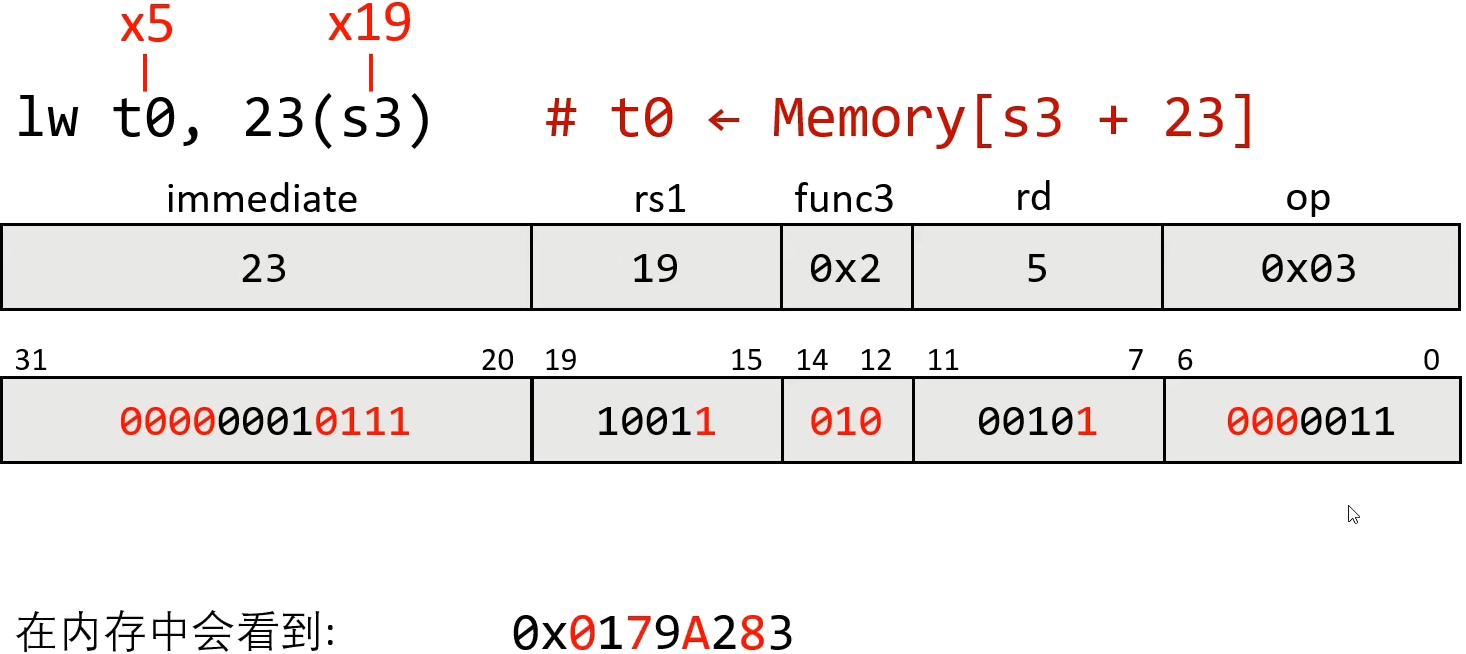 x5 x19
lw t0, 23(s3) # t0 ← Memory[s3 + 23]
immediate rs1 func3 rd op
23 19 0x2 5 0x03
31 20 19 15 14 12 11 7 6 0
000000010111 10011 010 00101 0000011
在内存中会看到: 0x0179A283